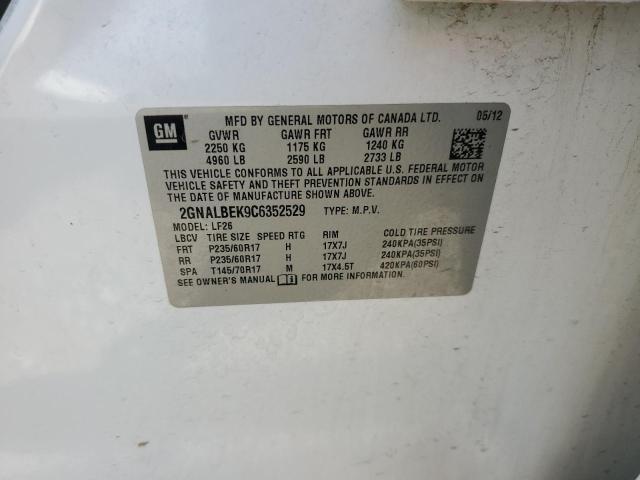 GM
MFD BY GENERAL MOTORS OF CANADA LTD. 05/12
GVWR GAWR FRT GAWR RR
2250 KG 1175 KG 1240 KG
4960 LB 2590 LB 2733 LB
THIS VEHICLE CONFORMS TO ALL APPLICABLE U.S. FEDERAL MOTOR
VEHICLE SAFETY AND THEFT PREVENTION STANDARDS IN EFFECT ON
THE DATE OF MANUFACTURE SHOWN ABOVE.
2GNALBEK9C6352529 TYPE: M.P.V.
MODEL: LF26
LBCV TIRE SIZE SPEED RTG RIM COLD TIRE PRESSURE
FRT P235/60R17 H 17X7J 240KPA(35PSI)
RR P235/60R17 H 17X7J 240KPA(35PSI)
SPA T145/70R17 M 17X4.5T 420KPA(60PSI)
SEE OWNER'S MANUAL FOR MORE INFORMATION.